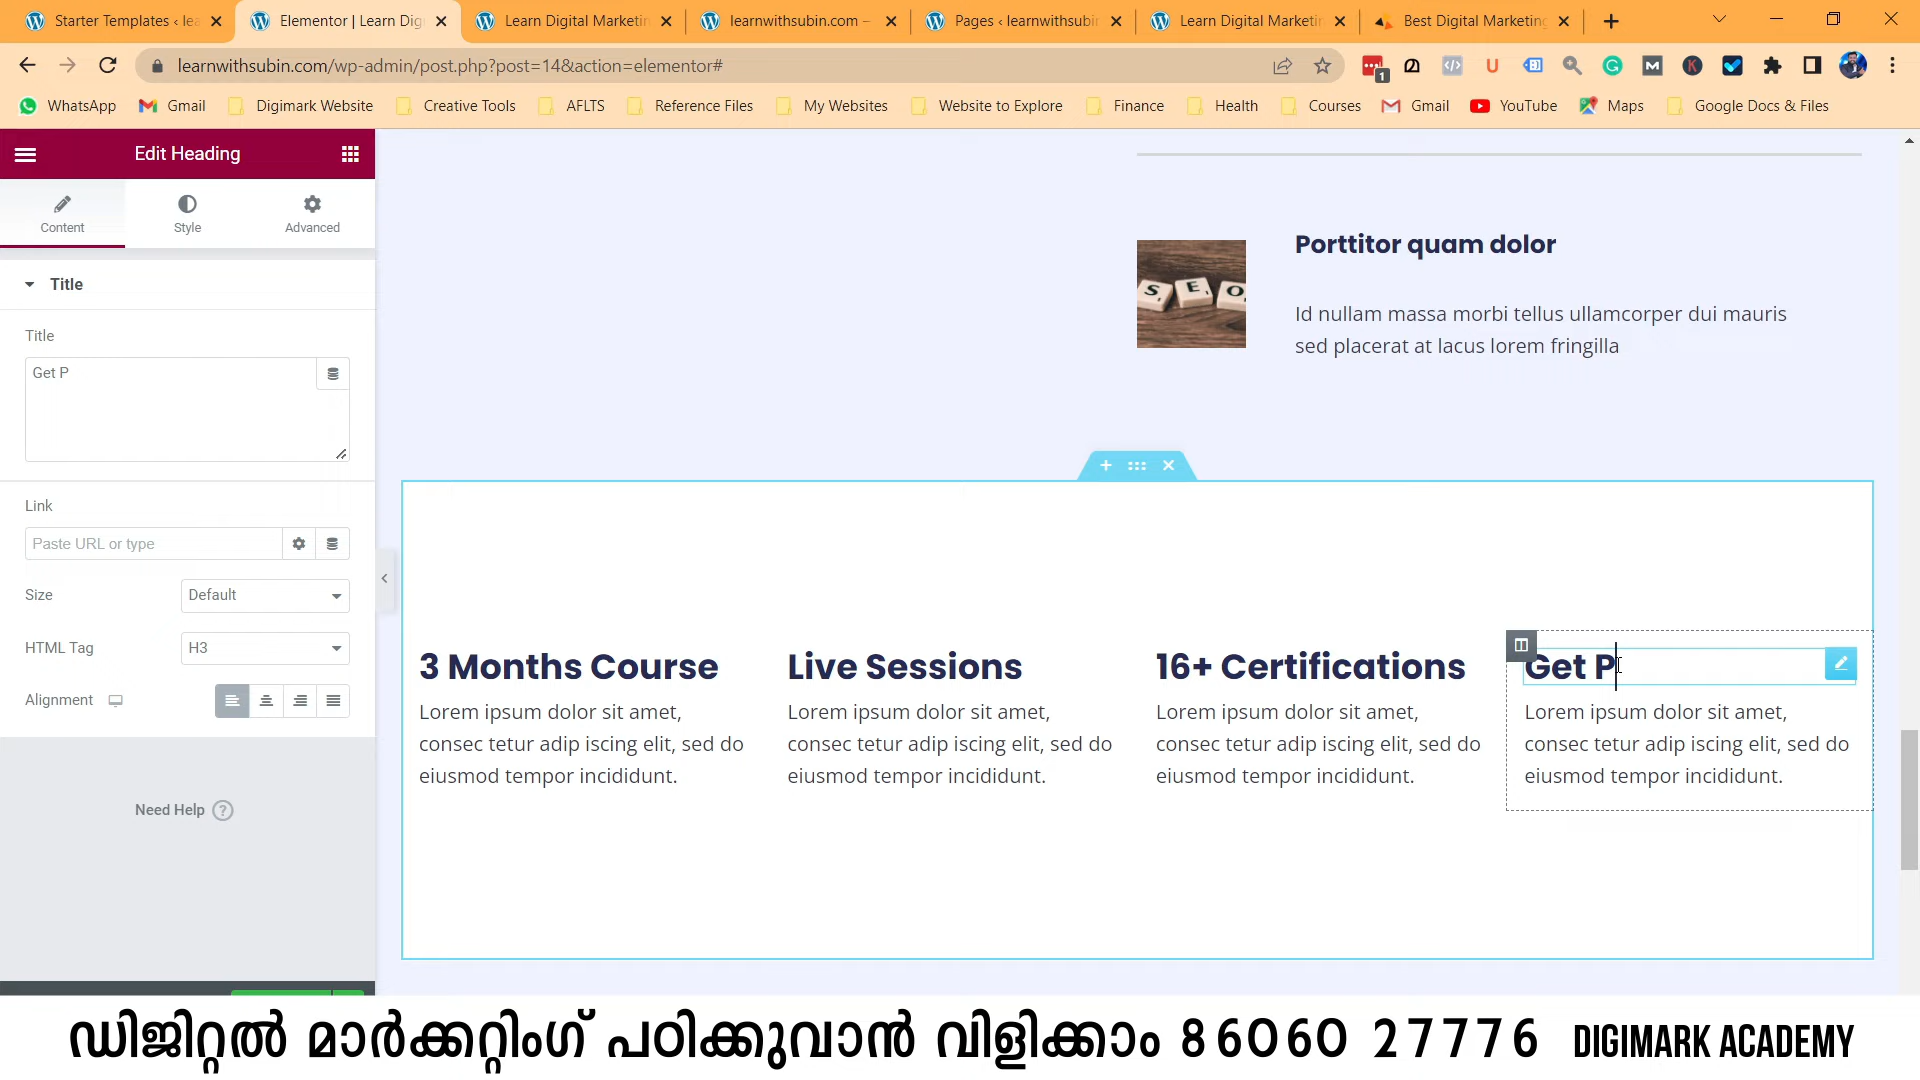 Starter Templates ‹ lea
Elementor | Learn Dig
Learn Digital Marketin
learnwithsubin.com –
Pages ‹ learnwithsubin
Learn Digital Marketin
Best Digital Marketing
learnwithsubin.com/wp-admin/post.php?post=14&action=elementor#
1
WhatsApp
Gmail
Digimark Website
Creative Tools
AFLTS
Reference Files
My Websites
Website to Explore
Finance
Health
Courses
Gmail
YouTube
Maps
Google Docs & Files
Edit Heading
Content
Style
Advanced
Title
Title
Get P
Link
Paste URL or type
Size
Default
HTML Tag
H3
Alignment
Need Help
SEO
Porttitor quam dolor
Id nullam massa morbi tellus ullamcorper dui mauris
sed placerat at lacus lorem fringilla
3 Months Course
Lorem ipsum dolor sit amet,
consec tetur adip iscing elit, sed do
eiusmod tempor incididunt.
Live Sessions
Lorem ipsum dolor sit amet,
consec tetur adip iscing elit, sed do
eiusmod tempor incididunt.
16+ Certifications
Lorem ipsum dolor sit amet,
consec tetur adip iscing elit, sed do
eiusmod tempor incididunt.
Get P
Lorem ipsum dolor sit amet,
consec tetur adip iscing elit, sed do
eiusmod tempor incididunt.
ഡിജിറ്റൽ മാർക്കറ്റിംഗ് പഠിക്കുവാൻ വിളിക്കാം 86060 27776 DIGIMARK ACADEMY